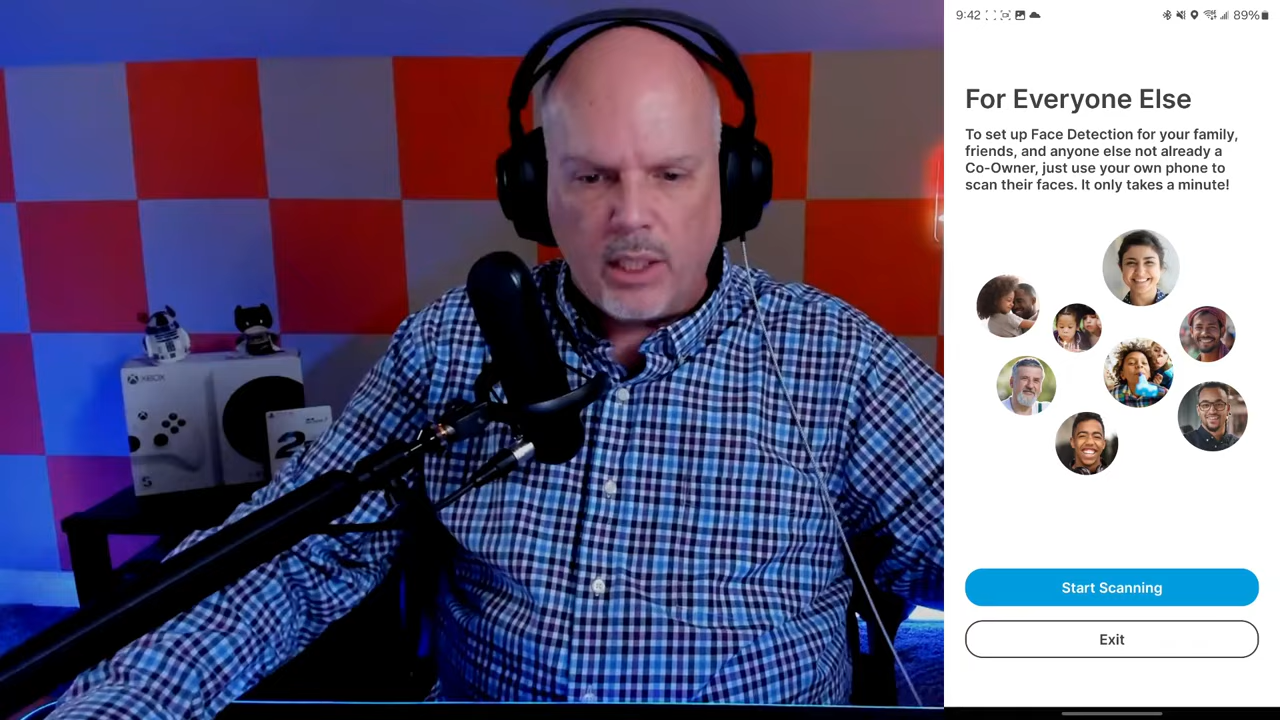 XBOX
S
2
9:42
89%
For Everyone Else
To set up Face Detection for your family,
friends, and anyone else not already a
Co-Owner, just use your own phone to
scan their faces. It only takes a minute!
Start Scanning
Exit